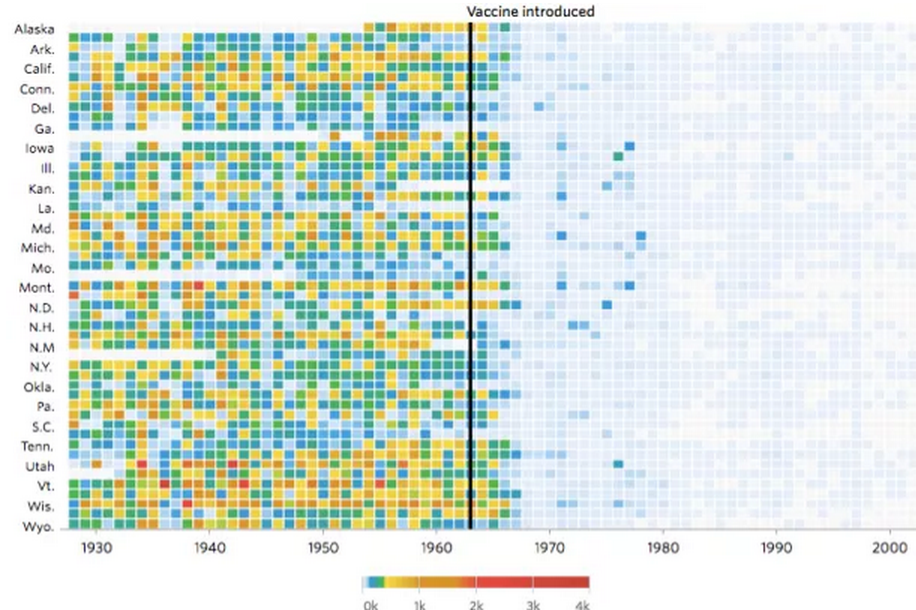 Vaccine introduced
Alaska
Ark.
Calif.
Conn.
Del.
Ga.
Iowa
Ill.
Kan.
La.
Md.
Mich.
Mo.
Mont.
N.D.
N.H.
N.M
N.Y.
Okla.
Pa.
S.C.
Tenn.
Utah
Vt.
Wis.
Wyo.
1930 1940 1950 1960 1970 1980 1990 2000
0k 1k 2k 3k 4k